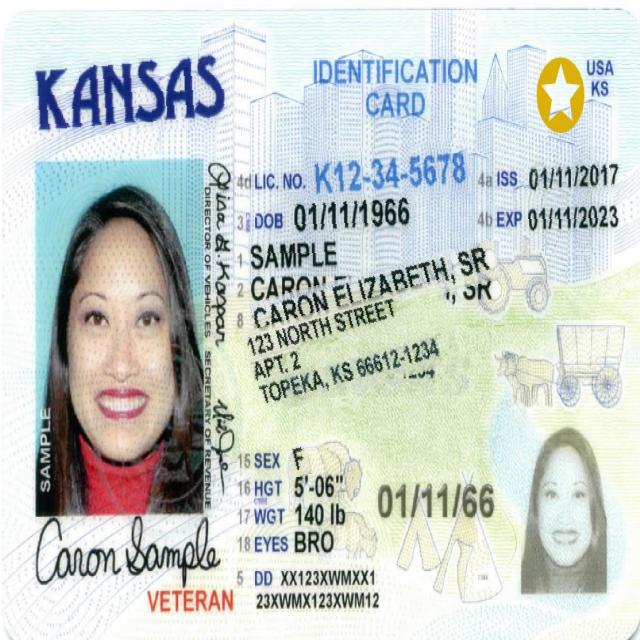 KANSAS
IDENTIFICATION
CARD
USA
KS
4d LIC. NO. K12-34-5678
4a ISS 01/11/2017
3 DOB 01/11/1966
4b EXP 01/11/2023
1 SAMPLE
2 CARON
CARON ELIZABETH, SR
, SR
8 123 NORTH STREET
APT. 2
TOPEKA, KS 66612-1234
DIRECTOR OF VEHICLES SECRETARY OF REVENUE
SAMPLE
15 SEX F
16 HGT 5'-06"
17 WGT 140 lb
18 EYES BRO
01/11/66
5 DD XX123XWMXX1
23XWMX123XWM12
Caron Sample
VETERAN